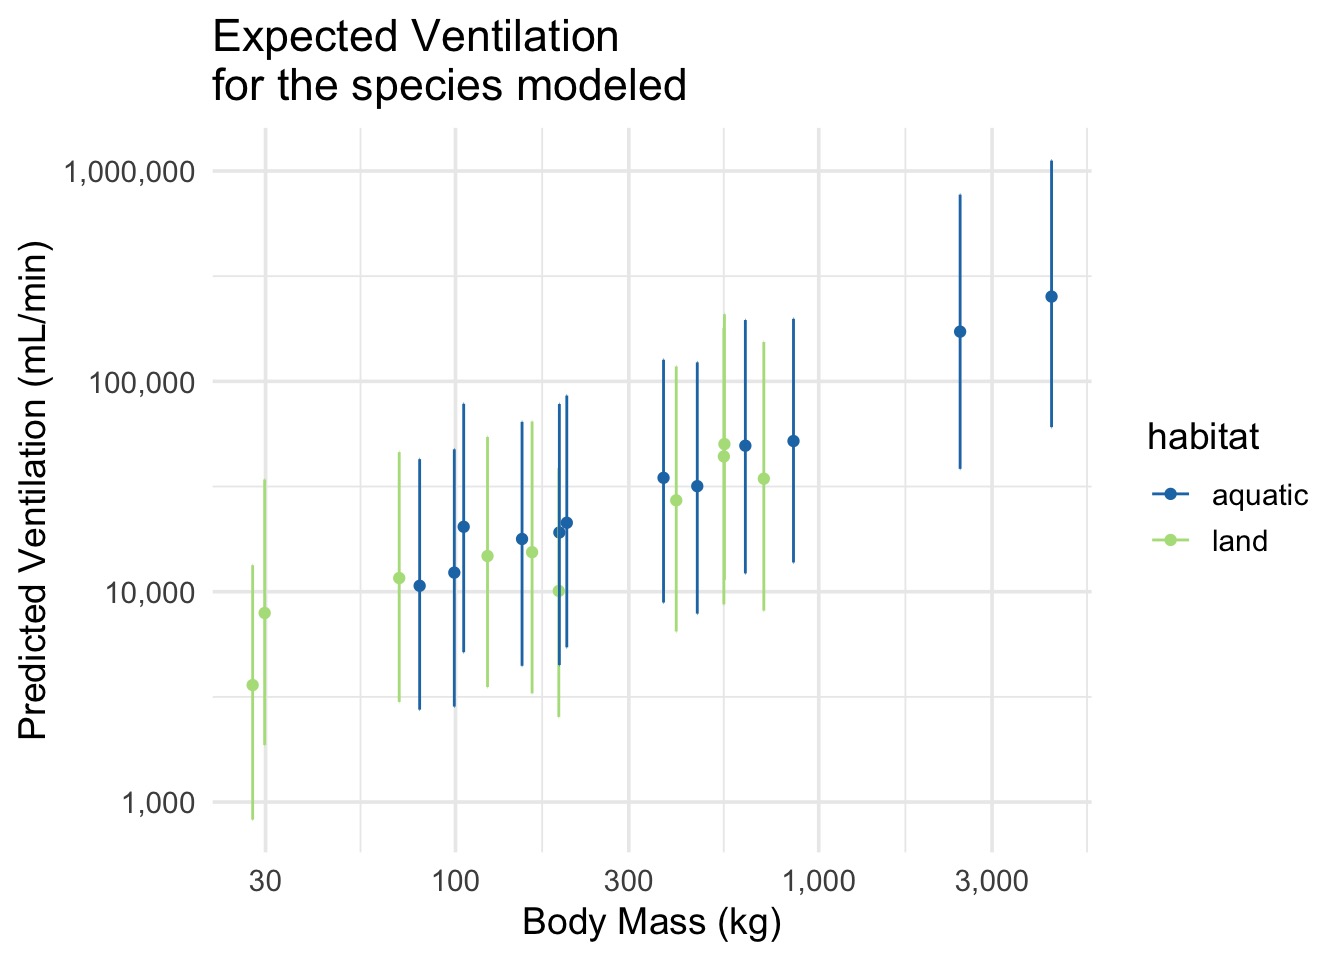 Expected Ventilation
for the species modeled
Predicted Ventilation (mL/min)
1,000,000
100,000
10,000
1,000
30
100
300
1,000
3,000
Body Mass (kg)
habitat
aquatic
land